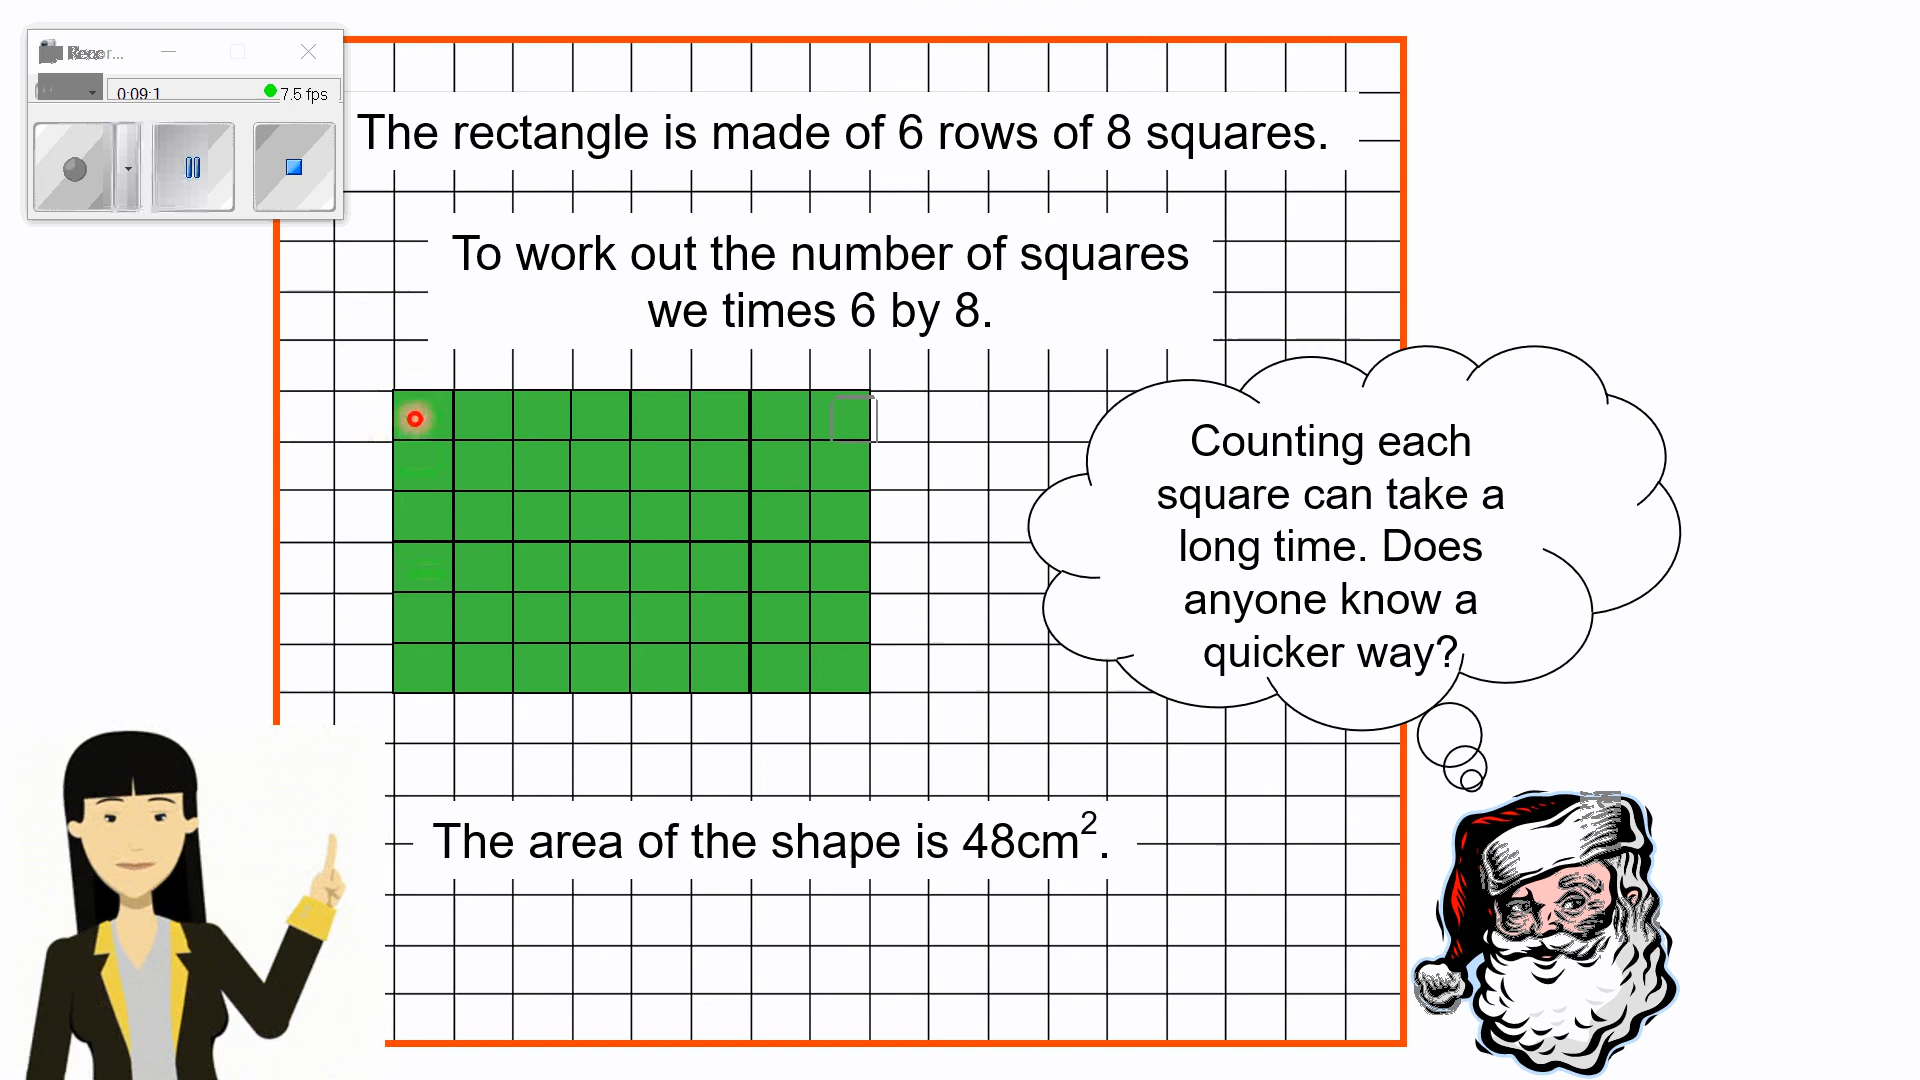 0:09:1
7.5 fps
The rectangle is made of 6 rows of 8 squares.
To work out the number of squares
we times 6 by 8.
Counting each
square can take a
long time. Does
anyone know a
quicker way?
The area of the shape is 48cm².